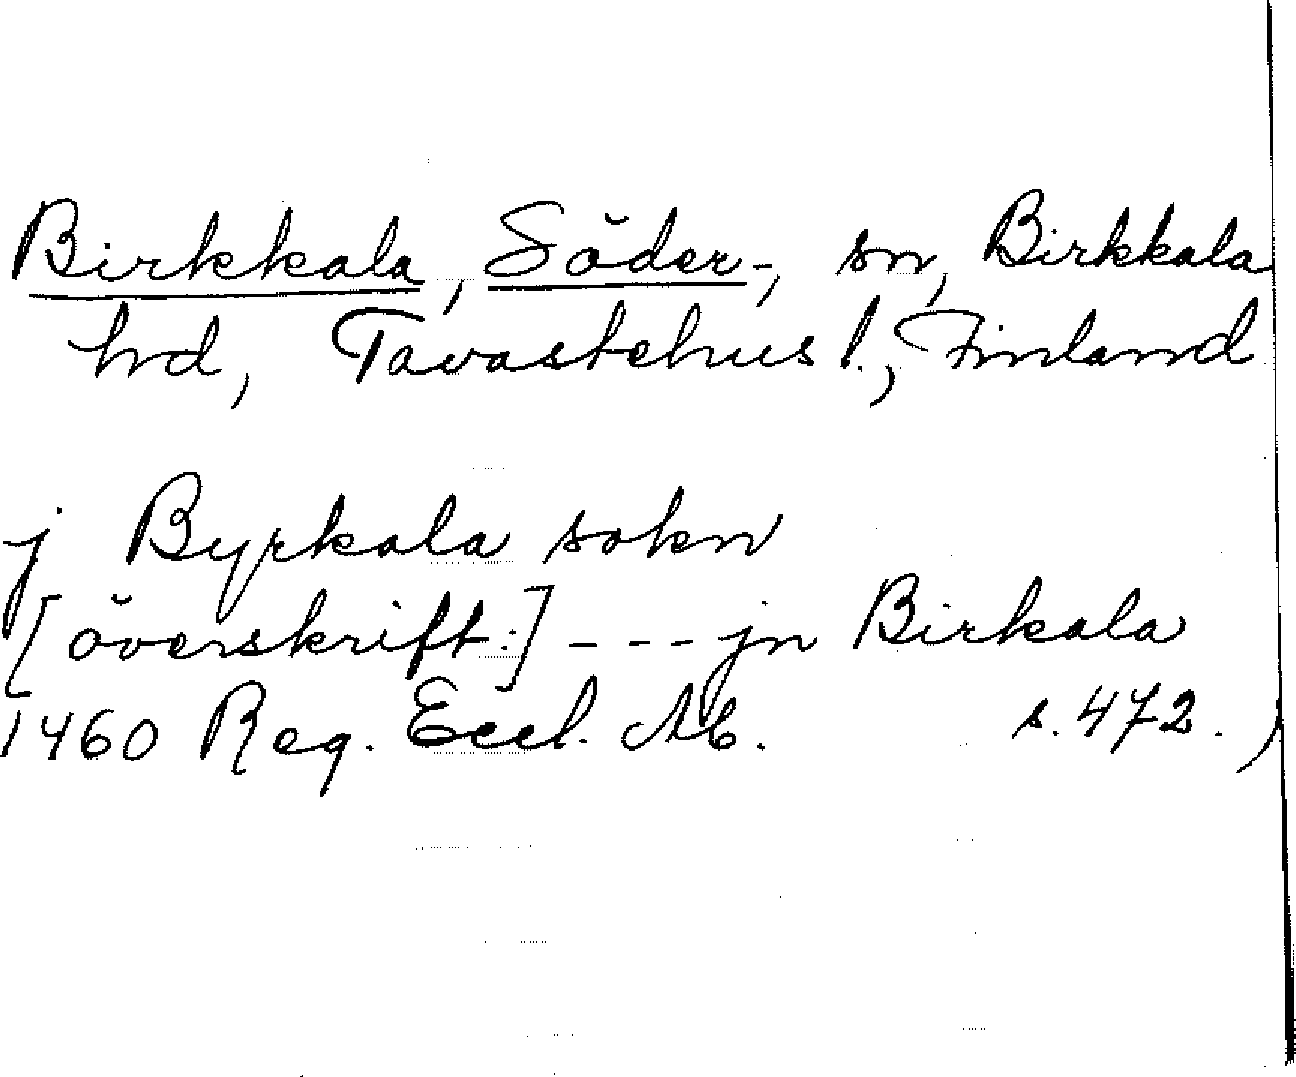 Birkkala, Söder-, sn, Birkkala
hd, Tavastehus l., Finland
j Byrkala sokn
[överskrift:] --- jn Birkala
1460 Reg. Eccl. Ab. s. 472.)